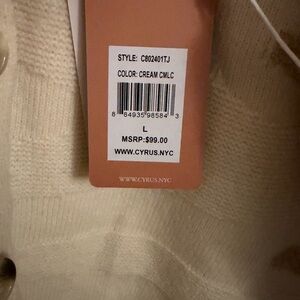 STYLE: C802401TJ
COLOR: CREAM CMLC
8 84935 98584 3
L
MSRP:$99.00
WWW.CYRUS.NYC
WWW.CYRUS.NYC